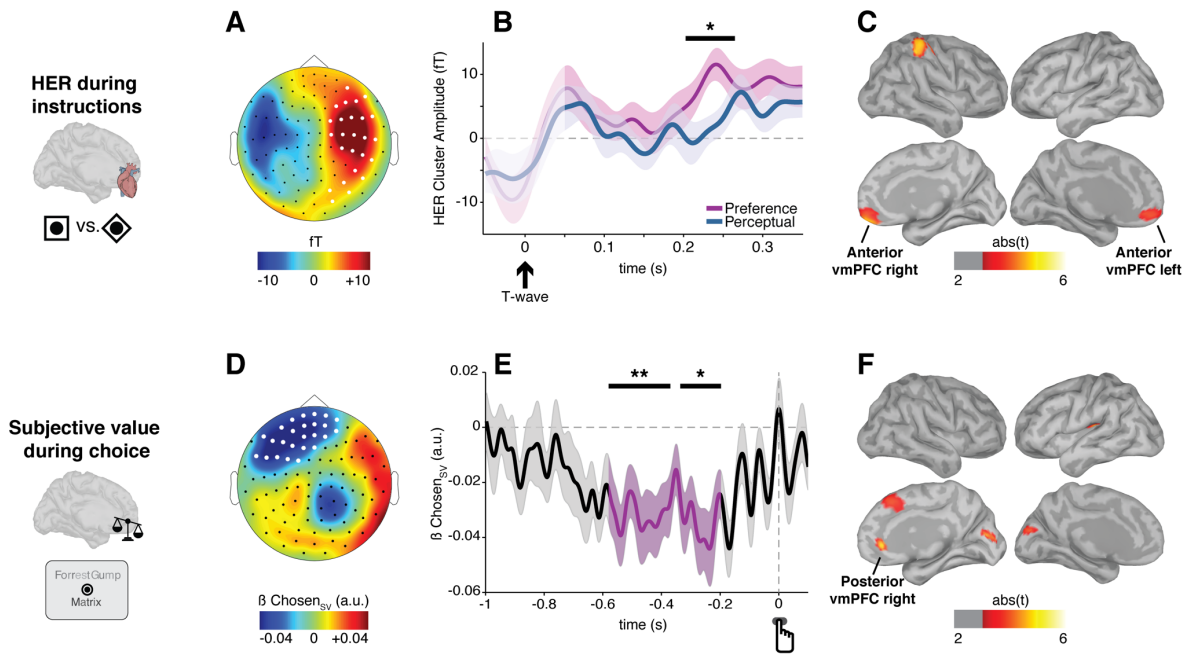 A
B
C
HER during
instructions
vs.
fT
-10 0 +10
HER Cluster Amplitude (fT)
10
0
-10
*
Preference
Perceptual
0 0.1 0.2 0.3
time (s)
T-wave
Anterior
vmPFC right
Anterior
vmPFC left
abs(t)
2 6
D
E
F
Subjective value
during choice
ForrestGump
Matrix
ß Chosen SV (a.u.)
-0.04 0 +0.04
ß Chosen SV (a.u.)
0.02
0
-0.02
-0.04
-0.06
** *
-1 -0.8 -0.6 -0.4 -0.2 0
time (s)
Posterior
vmPFC right
abs(t)
2 6